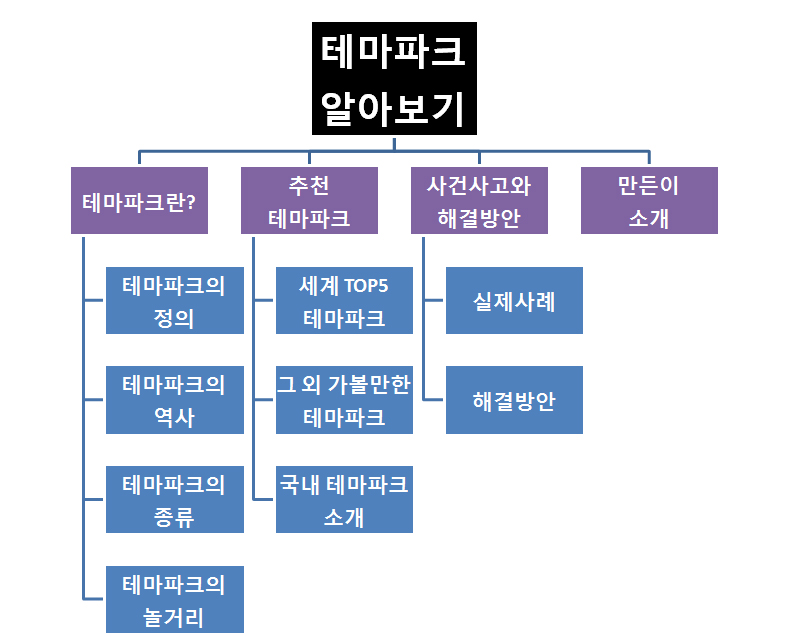 테마파크
알아보기
테마파크란?
추천
테마파크
사건사고와
해결방안
만든이
소개
테마파크의
정의
테마파크의
역사
테마파크의
종류
테마파크의
놀거리
세계 TOP5
테마파크
그 외 가볼만한
테마파크
국내 테마파크
소개
실제사례
해결방안